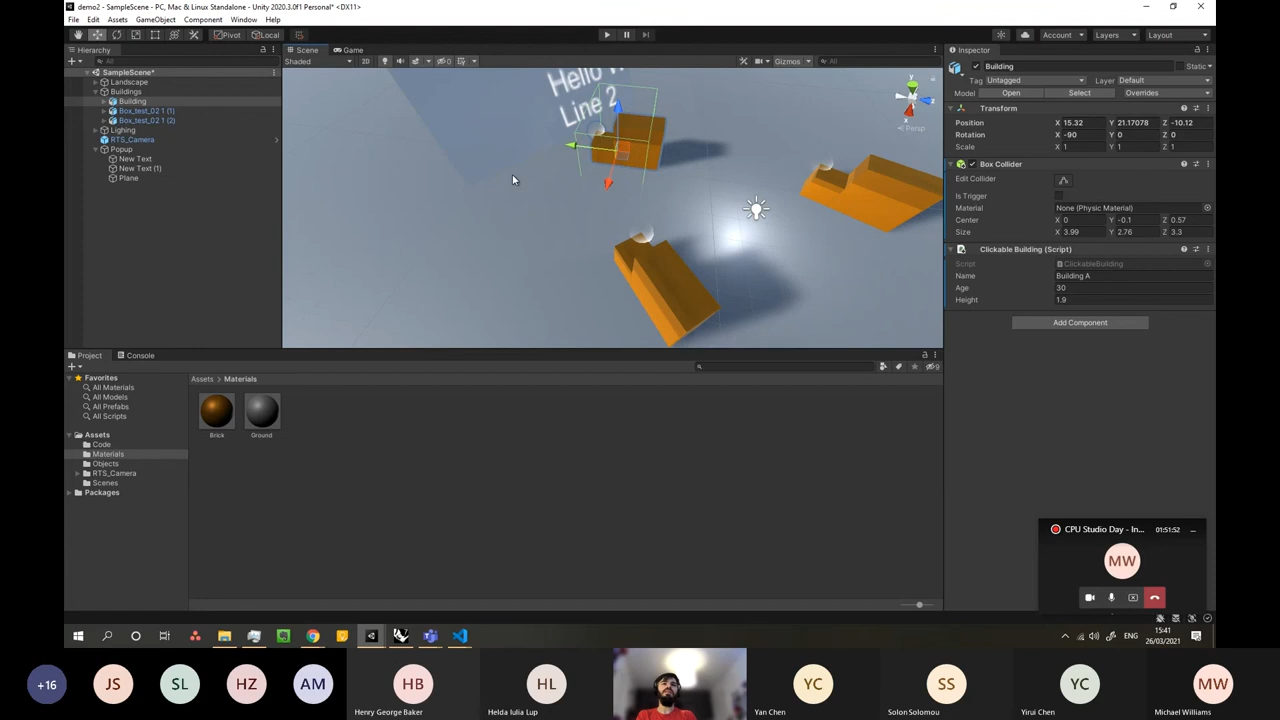 demo2 - SampleScene - PC, Mac & Linux Standalone - Unity 2020.3.0f1 Personal* <DX11>
File Edit Assets GameObject Component Window Help
Pivot Local Account Layers Layout
Hierarchy
All
SampleScene*
Landscape
Buildings
Building
Box_test_02 1 (1)
Box_test_02 1 (2)
Lighing
RTS_Camera
Popup
New Text
New Text (1)
Plane
Scene Game
Shaded 2D 0 Gizmos All
Hello
Line 2
y
z
x
Persp
Inspector
Building Static
Tag Untagged Layer Default
Model Open Select Overrides
Transform
Position X 15.32 Y 21.17078 Z -10.12
Rotation X -90 Y 0 Z 0
Scale X 1 Y 1 Z 1
Box Collider
Edit Collider
Is Trigger
Material None (Physic Material)
Center X 0 Y -0.1 Z 0.57
Size X 3.99 Y 2.76 Z 3.3
Clickable Building (Script)
Script ClickableBuilding
Name Building A
Age 30
Height 1.9
Add Component
Project Console
9
Favorites
All Materials
All Models
All Prefabs
All Scripts
Assets
Code
Materials
Objects
RTS_Camera
Scenes
Packages
Assets > Materials
Brick Ground
CPU Studio Day - In... 01:51:52
MW
ENG
15:41
26/03/2021
+16 JS SL HZ AM HB HL YC SS YC MW
Henry George Baker Helda Iulia Lup Yan Chen Solon Solomou Yirui Chen Michael Williams